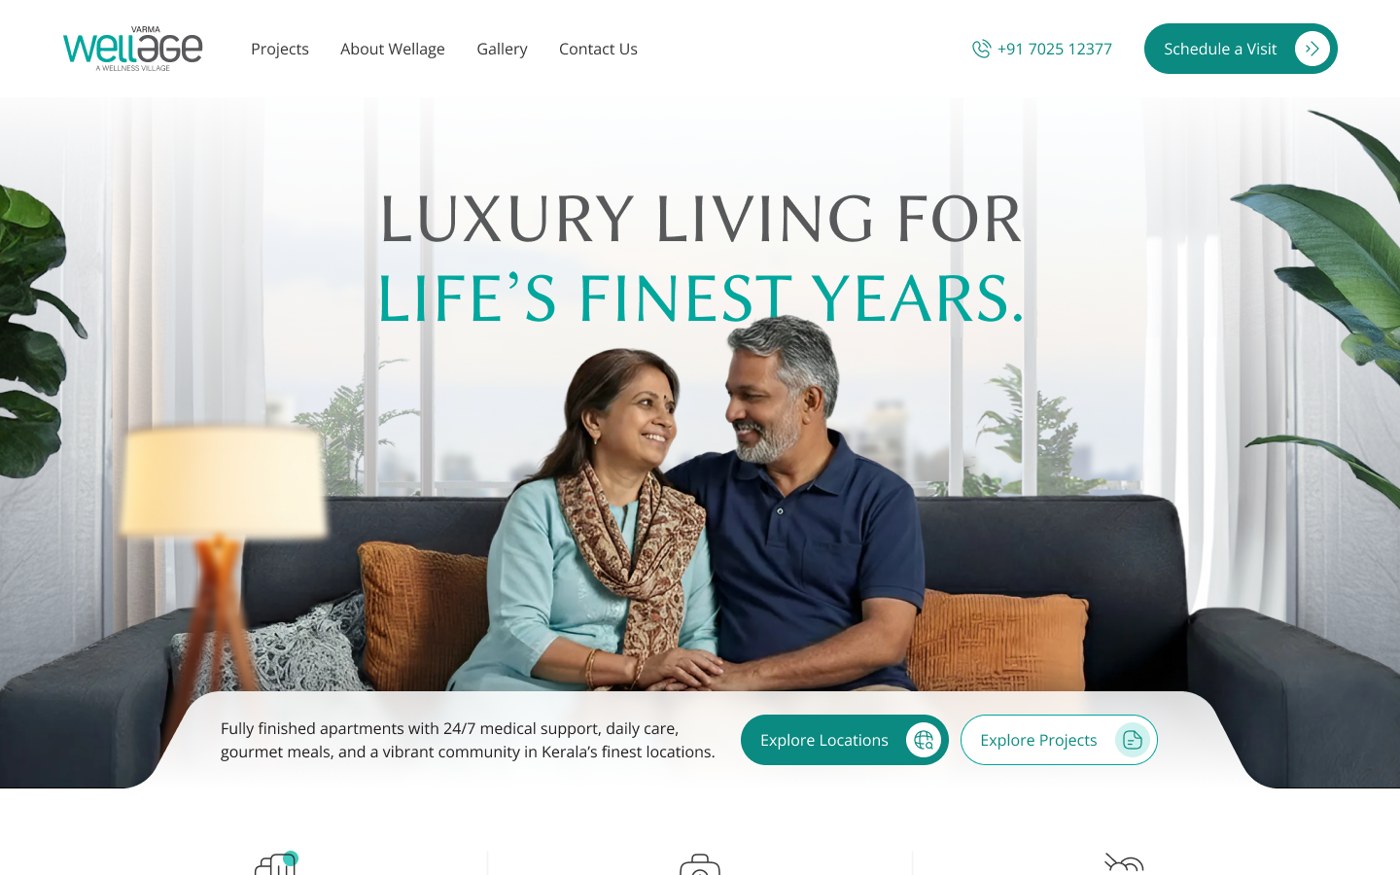 VARMA
wellage
A WELLNESS VILLAGE
Projects
About Wellage
Gallery
Contact Us
+91 7025 12377
Schedule a Visit
LUXURY LIVING FOR
LIFE’S FINEST YEARS.
Fully finished apartments with 24/7 medical support, daily care,
gourmet meals, and a vibrant community in Kerala’s finest locations.
Explore Locations
Explore Projects